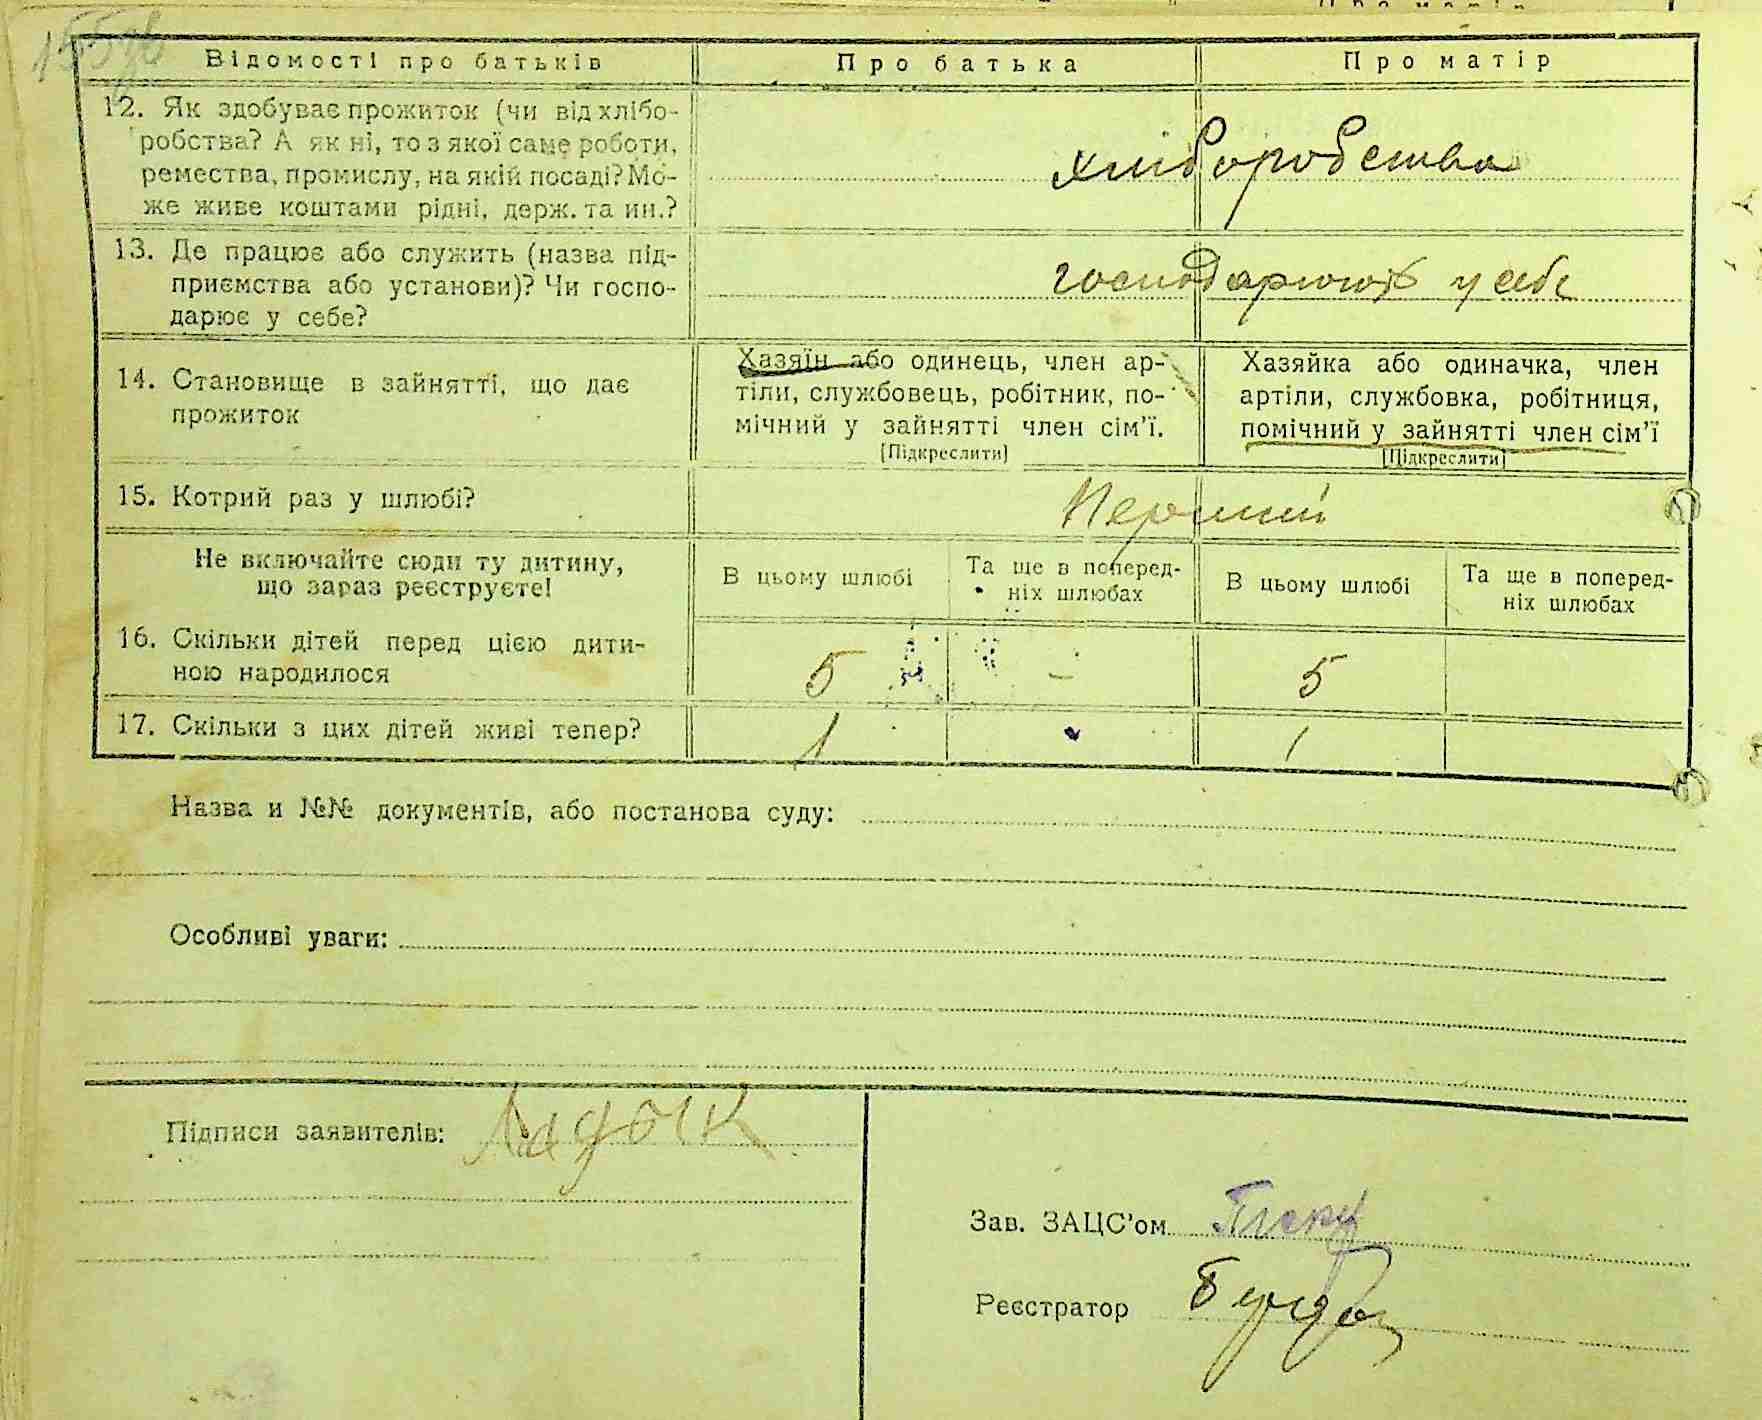 155зв
Відомості про батьків
Про батька
Про матір
12. Як здобуває прожиток (чи від хлібо-
робства? А як ні, то з якої саме роботи,
ремества, промислу, на якій посаді? Мо-
же живе коштами рідні, держ. та ин.?
хліборобства
13. Де працює або служить (назва під-
приємства або установи)? Чи госпо-
дарює у себе?
господарюють у себе
14. Становище в зайнятті, що дає
прожиток
Хазяїн або одинець, член ар-
тіли, службовець, робітник, по-
мічний у зайнятті член сім'ї.
[Підкреслити]
Хазяйка або одиначка, член
артіли, службовка, робітниця,
помічний у зайнятті член сім'ї
[Підкреслити]
15. Котрий раз у шлюбі?
Перший
Не включайте сюди ту дитину,
що зараз реєструєте!
В цьому шлюбі
Та ще в поперед-
ніх шлюбах
В цьому шлюбі
Та ще в поперед-
ніх шлюбах
16. Скільки дітей перед цією дити-
ною народилося
5 - 5
17. Скільки з цих дітей живі тепер?
1 1
Назва и №№ документів, або постанова суду:
Особливі уваги:
Підписи заявителів:
Зав. ЗАЦС'ом
Реєстратор